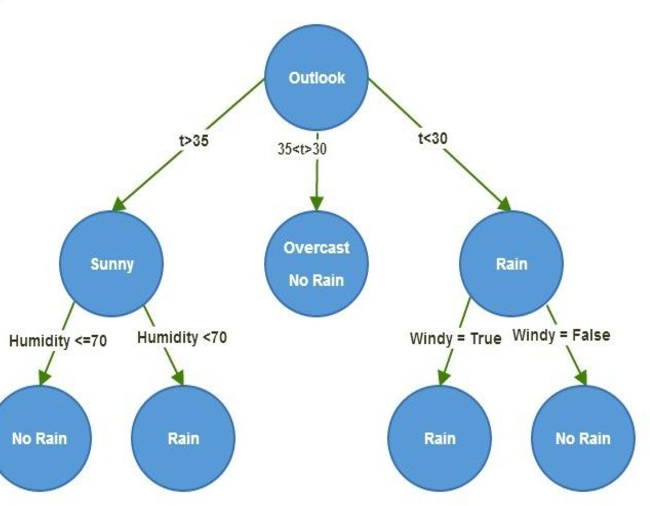 Outlook
t>35
35<t>30
t<30
Sunny
Overcast
No Rain
Rain
Humidity <=70
Humidity <70
Windy = True
Windy = False
No Rain
Rain
Rain
No Rain